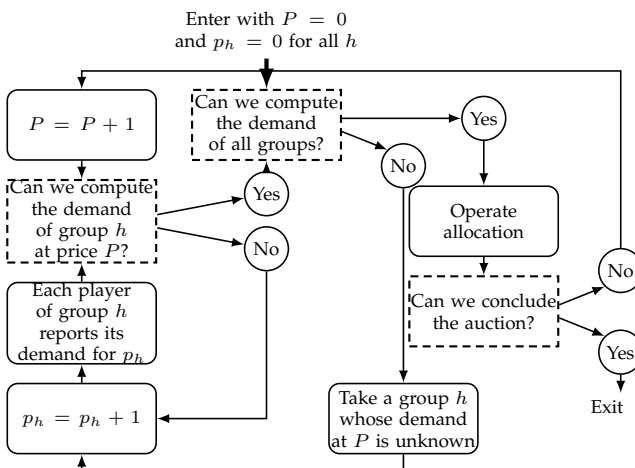 Enter with P = 0
and p_h = 0 for all h
P = P + 1
Can we compute
the demand
of all groups?
Yes
No
Can we compute
the demand
of group h
at price P?
Yes
No
Operate
allocation
Each player
of group h
reports its
demand for p_h
Can we conclude
the auction?
No
Yes
Exit
p_h = p_h + 1
Take a group h
whose demand
at P is unknown